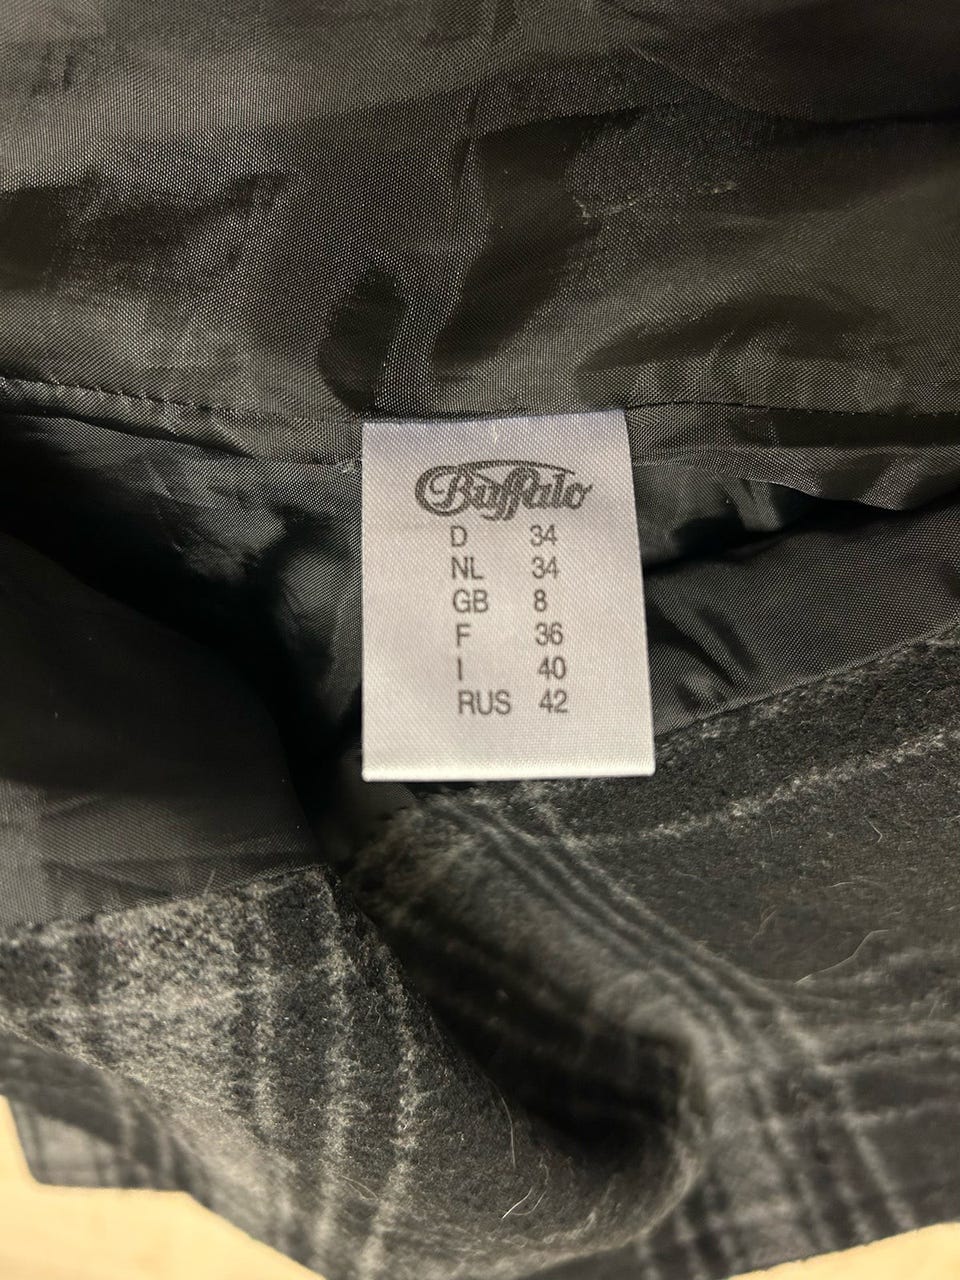 Buffalo
D 34
NL 34
GB 8
F 36
I 40
RUS 42